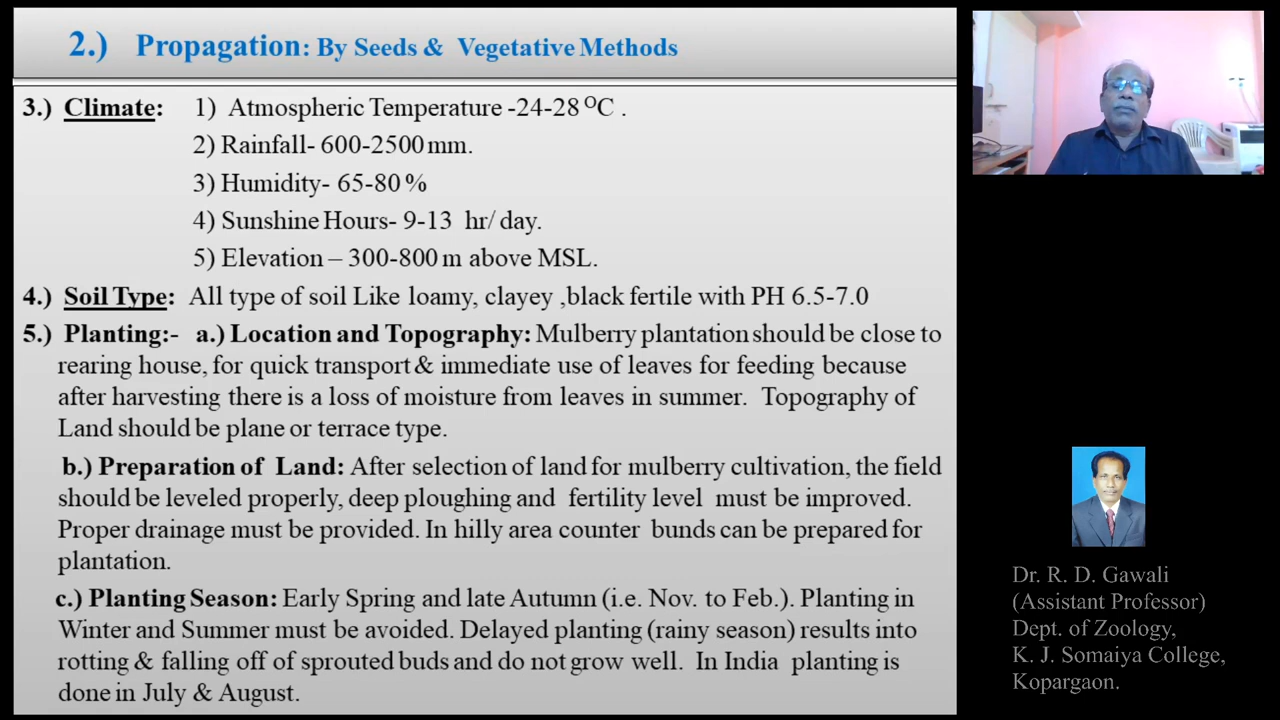 2.) Propagation: By Seeds & Vegetative Methods
3.) Climate: 1) Atmospheric Temperature -24-28 ᴼC .
2) Rainfall- 600-2500 mm.
3) Humidity- 65-80 %
4) Sunshine Hours- 9-13 hr/ day.
5) Elevation – 300-800 m above MSL.
4.) Soil Type: All type of soil Like loamy, clayey ,black fertile with PH 6.5-7.0
5.) Planting:- a.) Location and Topography: Mulberry plantation should be close to
rearing house, for quick transport & immediate use of leaves for feeding because
after harvesting there is a loss of moisture from leaves in summer. Topography of
Land should be plane or terrace type.
b.) Preparation of Land: After selection of land for mulberry cultivation, the field
should be leveled properly, deep ploughing and fertility level must be improved.
Proper drainage must be provided. In hilly area counter bunds can be prepared for
plantation.
c.) Planting Season: Early Spring and late Autumn (i.e. Nov. to Feb.). Planting in
Winter and Summer must be avoided. Delayed planting (rainy season) results into
rotting & falling off of sprouted buds and do not grow well. In India planting is
done in July & August.
Dr. R. D. Gawali
(Assistant Professor)
Dept. of Zoology,
K. J. Somaiya College,
Kopargaon.